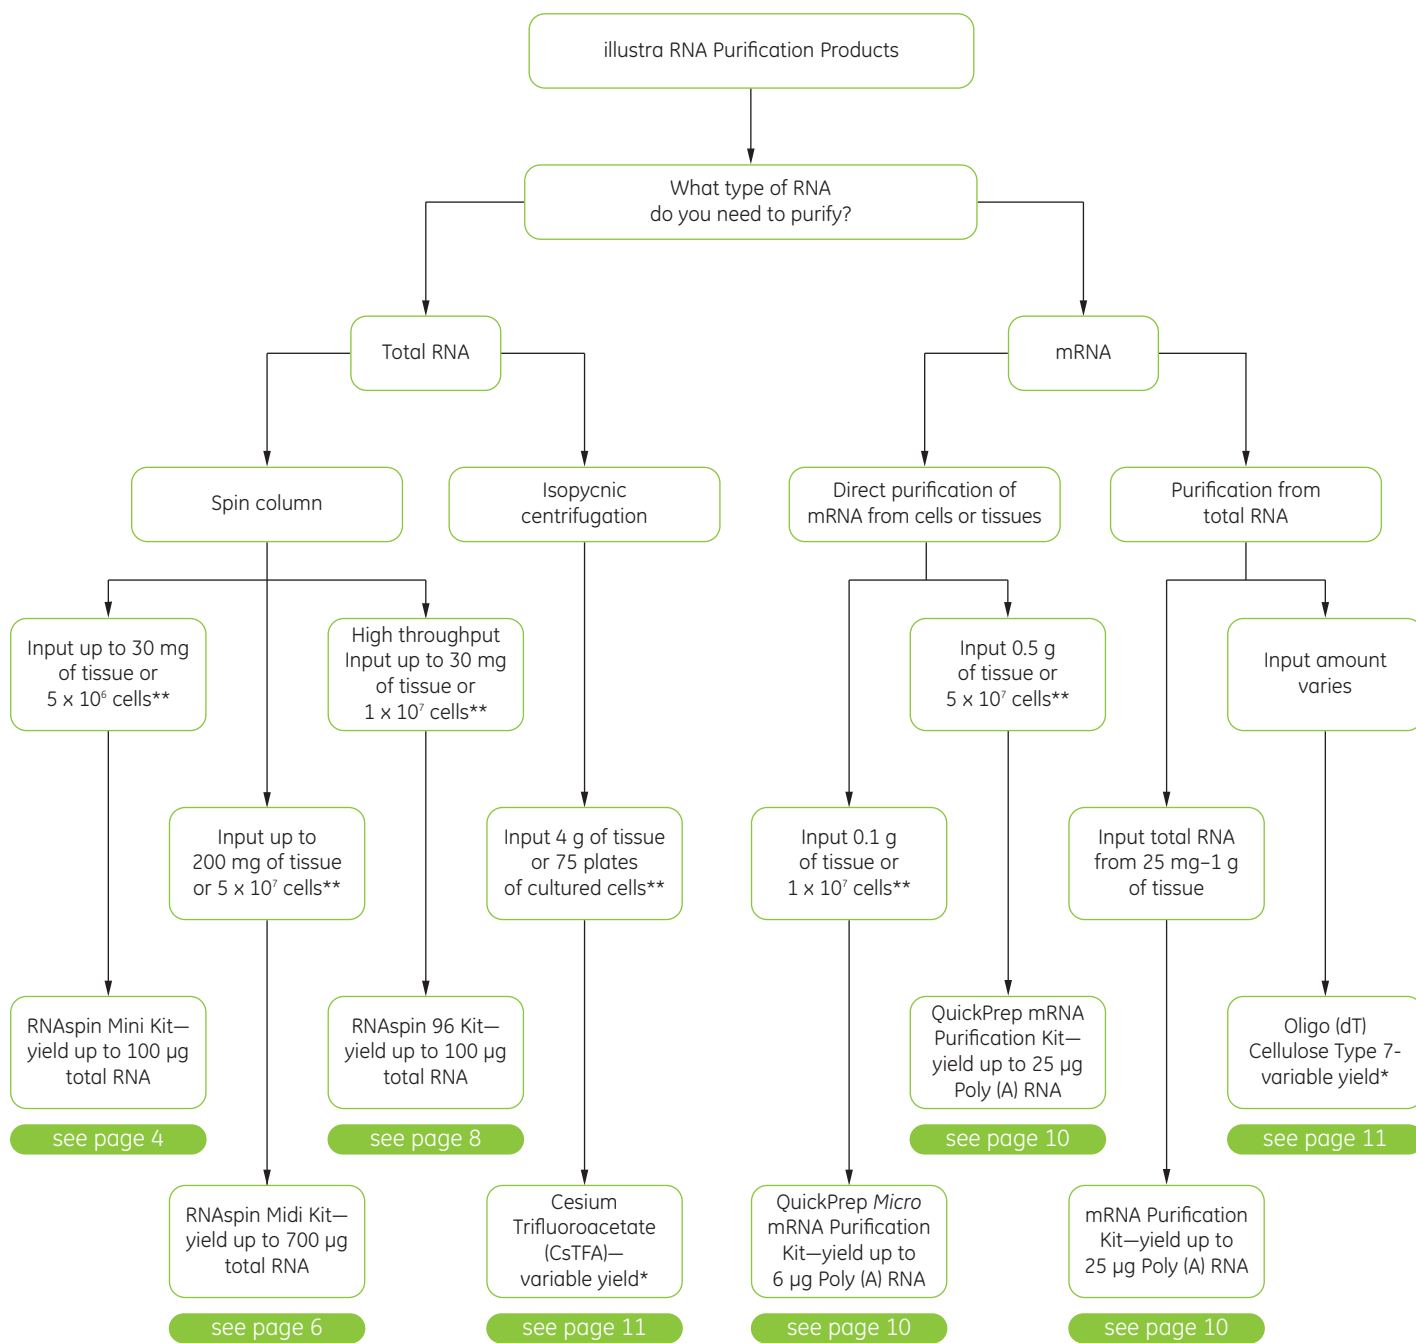 illustra RNA Purification Products
What type of RNA
do you need to purify?
Total RNA
mRNA
Spin column
Isopycnic
centrifugation
Direct purification of
mRNA from cells or tissues
Purification from
total RNA
Input up to 30 mg
of tissue or
5 x 10⁶ cells**
High throughput
Input up to 30 mg
of tissue or
1 x 10⁷ cells**
Input 0.5 g
of tissue or
5 x 10⁷ cells**
Input amount
varies
Input up to
200 mg of tissue
or 5 x 10⁷ cells**
Input 4 g of tissue
or 75 plates
of cultured cells**
Input 0.1 g
of tissue or
1 x 10⁷ cells**
Input total RNA
from 25 mg–1 g
of tissue
RNAspin Mini Kit—
yield up to 100 µg
total RNA
see page 4
RNAspin 96 Kit—
yield up to 100 µg
total RNA
see page 8
QuickPrep mRNA
Purification Kit—
yield up to 25 µg
Poly (A) RNA
see page 10
Oligo (dT)
Cellulose Type 7-
variable yield*
see page 11
RNAspin Midi Kit—
yield up to 700 µg
total RNA
see page 6
Cesium
Trifluoroacetate
(CsTFA)—
variable yield*
see page 11
QuickPrep Micro
mRNA Purification
Kit—yield up to
6 µg Poly (A) RNA
see page 10
mRNA Purification
Kit—yield up to
25 µg Poly (A) RNA
see page 10